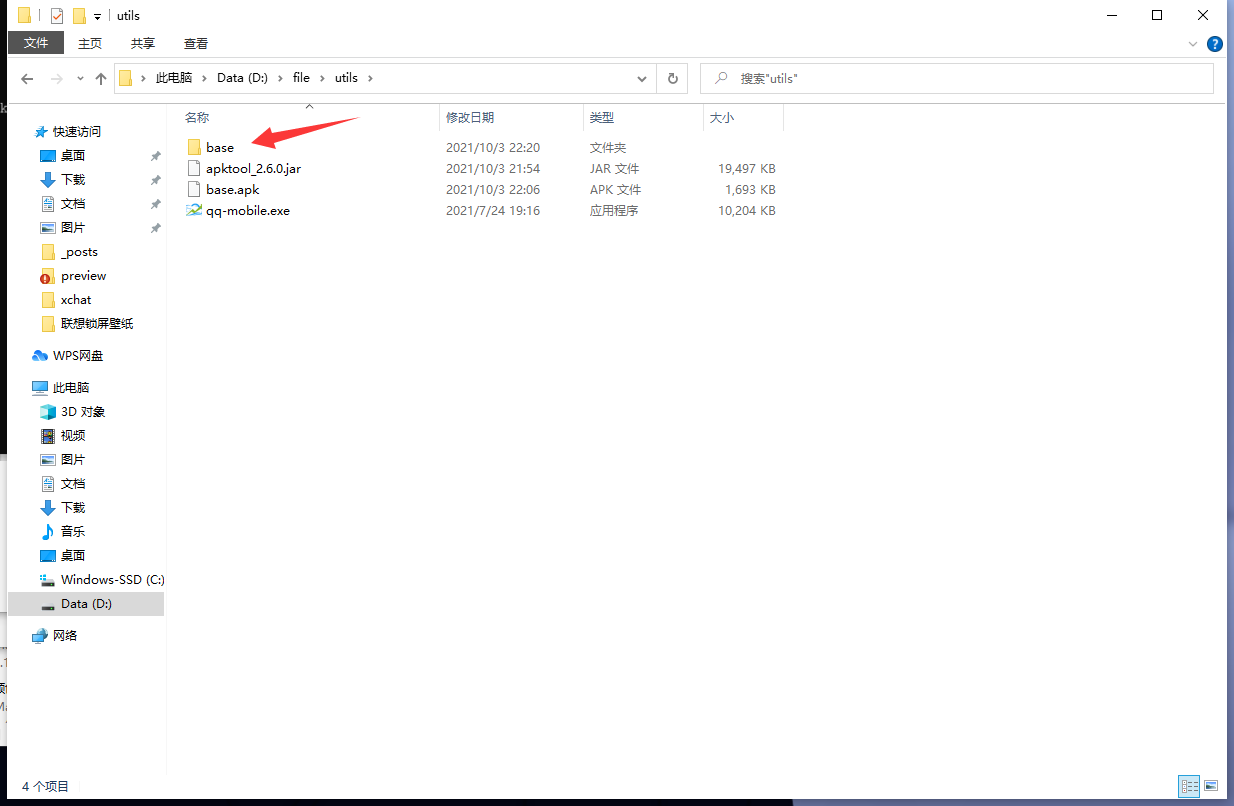 utils
文件 主页 共享 查看
此电脑 Data (D:) file utils 搜索"utils"
名称 修改日期 类型 大小
base 2021/10/3 22:20 文件夹
apktool_2.6.0.jar 2021/10/3 21:54 JAR 文件 19,497 KB
base.apk 2021/10/3 22:06 APK 文件 1,693 KB
qq-mobile.exe 2021/7/24 19:16 应用程序 10,204 KB
快速访问
桌面
下载
文档
图片
_posts
preview
xchat
联想锁屏壁纸
WPS网盘
此电脑
3D 对象
视频
图片
文档
下载
音乐
桌面
Windows-SSD (C:)
Data (D:)
网络
4 个项目